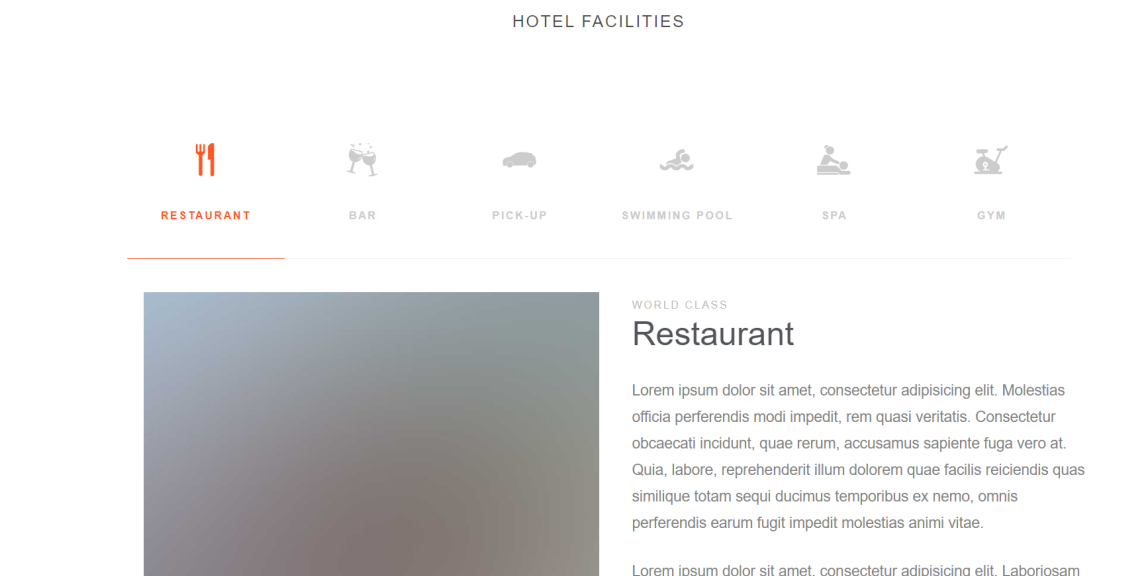 HOTEL FACILITIES
RESTAURANT
BAR
PICK-UP
SWIMMING POOL
SPA
GYM
WORLD CLASS
Restaurant
Lorem ipsum dolor sit amet, consectetur adipisicing elit. Molestias
officia perferendis modi impedit, rem quasi veritatis. Consectetur
obcaecati incidunt, quae rerum, accusamus sapiente fuga vero at.
Quia, labore, reprehenderit illum dolorem quae facilis reiciendis quas
similique totam sequi ducimus temporibus ex nemo, omnis
perferendis earum fugit impedit molestias animi vitae.
Lorem ipsum dolor sit amet, consectetur adipisicing elit. Laboriosam